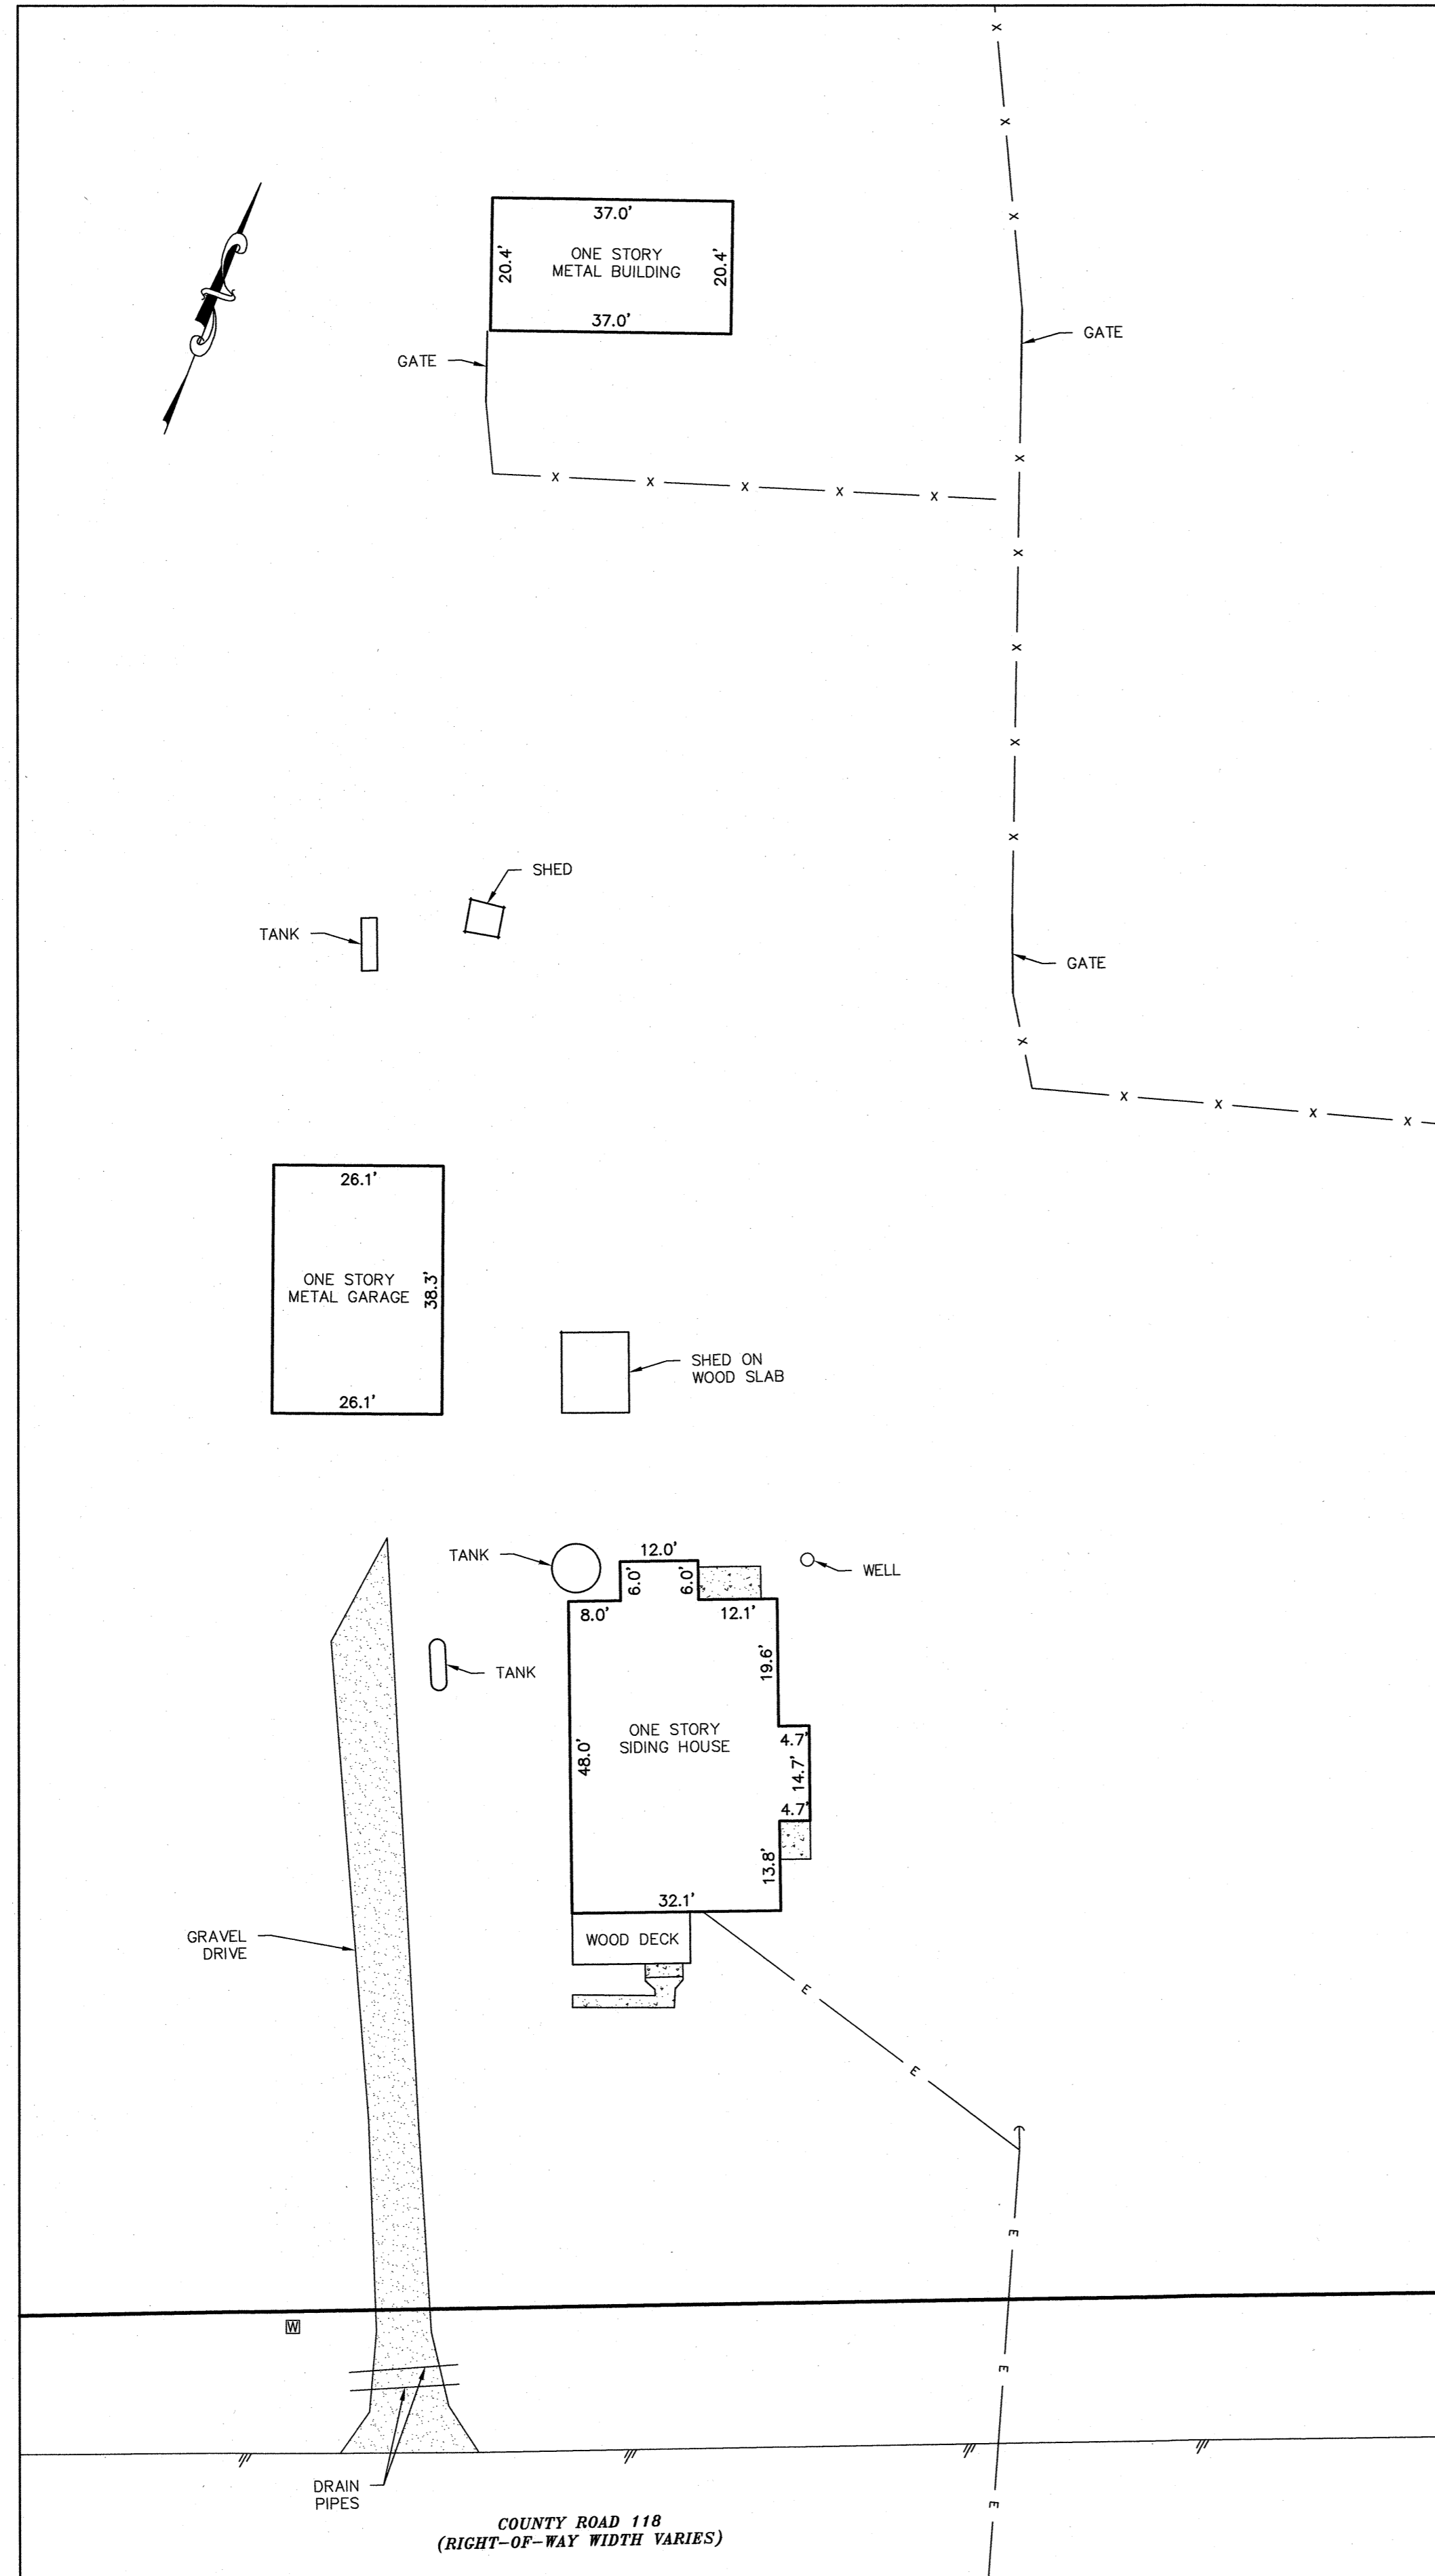 X
X
X
37.0'
20.4'
ONE STORY
METAL BUILDING
20.4'
37.0'
GATE
GATE
X
X
X
X
X
X
X
X
X
X
SHED
TANK
GATE
X
X
X
X
X
26.1'
ONE STORY
METAL GARAGE
38.3'
26.1'
SHED ON
WOOD SLAB
TANK
12.0'
6.0'
6.0'
WELL
8.0'
12.1'
19.6'
TANK
ONE STORY
SIDING HOUSE
48.0'
4.7'
14.7'
4.7'
13.8'
32.1'
GRAVEL
DRIVE
WOOD DECK
E
E
E
W
E
DRAIN
PIPES
E
COUNTY ROAD 118
(RIGHT-OF-WAY WIDTH VARIES)